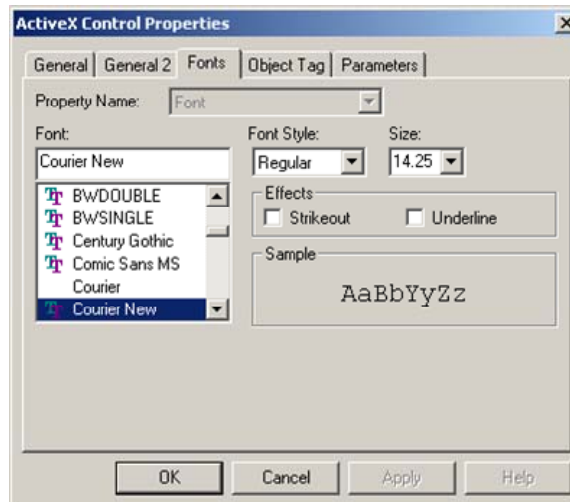 ActiveX Control Properties
General General 2 Fonts Object Tag Parameters
Property Name: Font
Font: Font Style: Size:
Courier New Regular 14.25
BWDOUBLE
BWSINGLE
Century Gothic
Comic Sans MS
Courier
Courier New
Effects
Strikeout Underline
Sample
AaBbYyZz
OK Cancel Apply Help